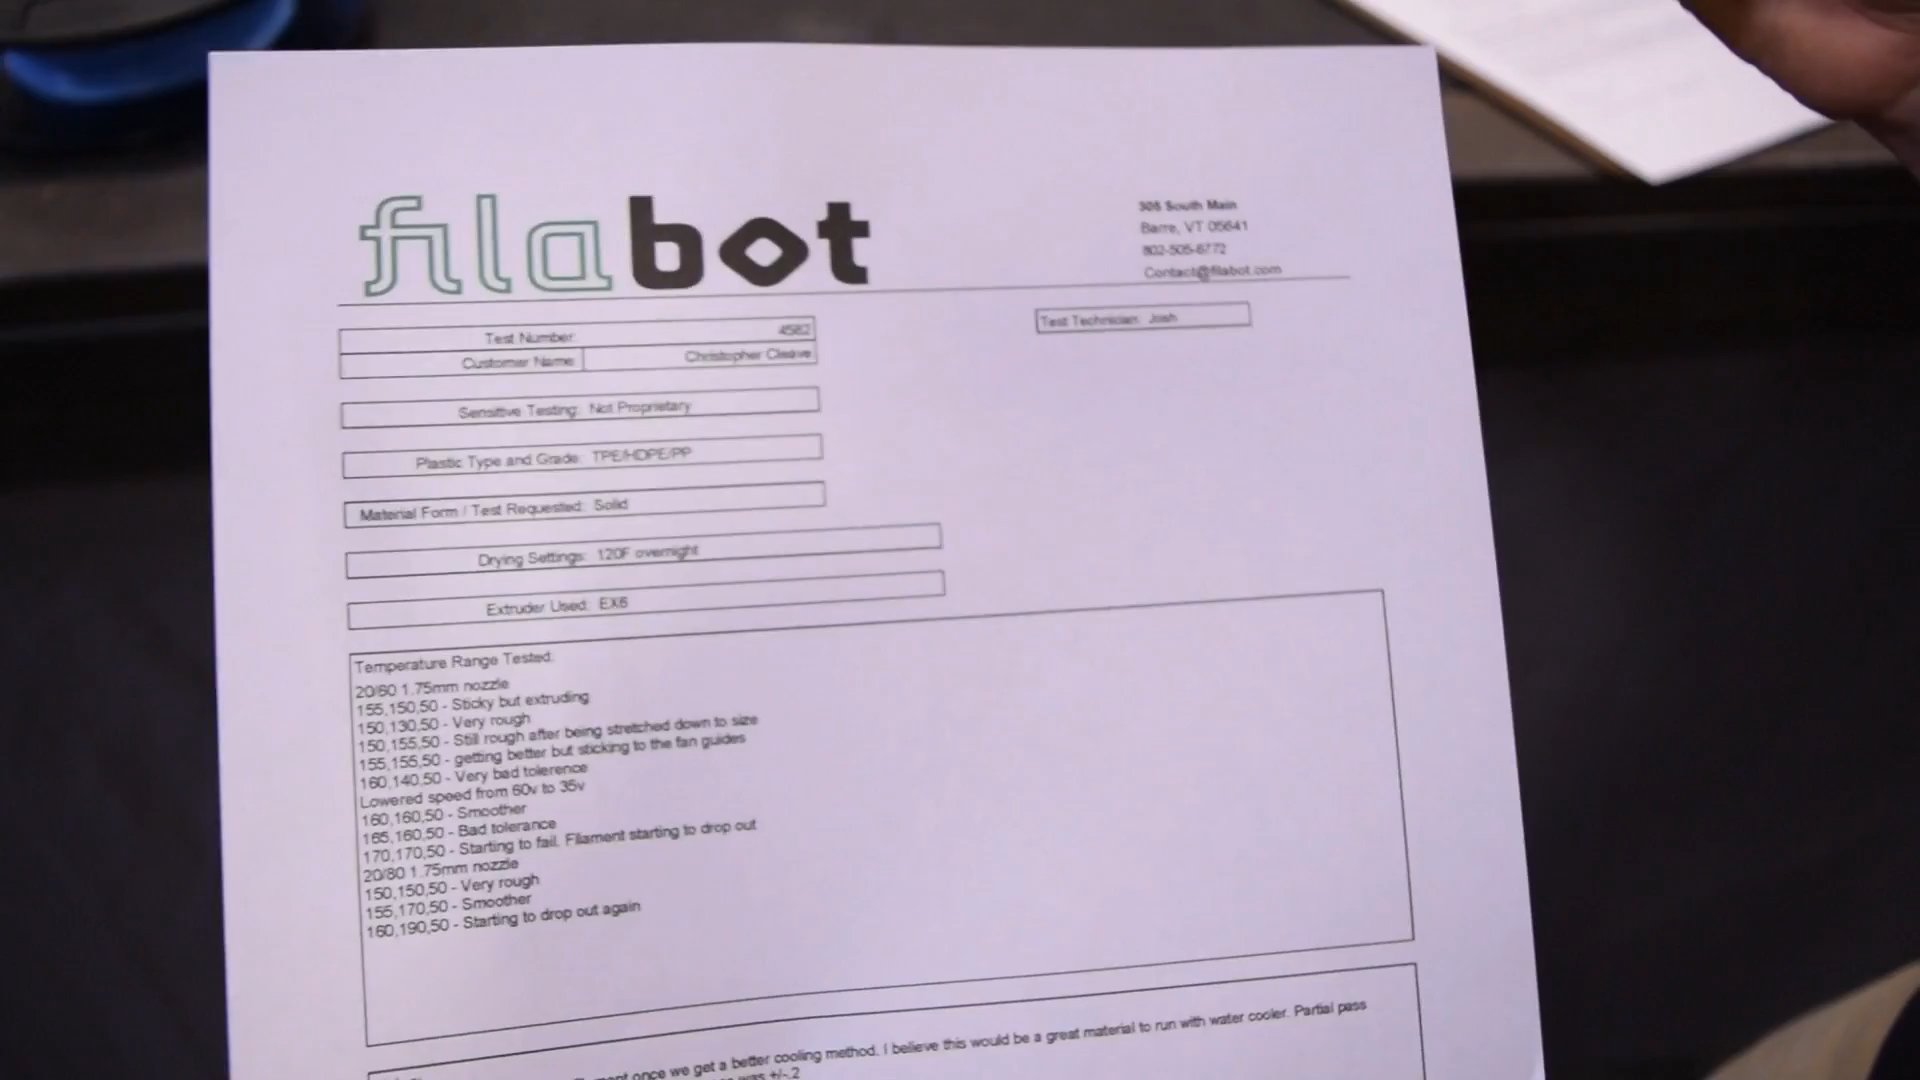 filabot
305 South Main
Barre, VT 05641
802-505-6772
Contact@filabot.com
Test Number: 4582
Test Technician: Josh
Customer Name: Christopher Cleave
Sensitive Testing: Not Proprietary
Plastic Type and Grade: TPE/HDPE/PP
Material Form / Test Requested: Solid
Drying Settings: 120F overnight
Extruder Used: EX6
Temperature Range Tested:
20/60 1.75mm nozzle
155,150,50 - Sticky but extruding
150,130,50 - Very rough
150,155,50 - Still rough after being stretched down to size
155,155,50 - getting better but sticking to the fan guides
160,140,50 - Very bad tolerence
Lowered speed from 60v to 35v
160,160,50 - Smoother
165,160,50 - Bad tolerance
170,170,50 - Starting to fail. Filament starting to drop out
20/80 1.75mm nozzle
150,150,50 - Very rough
155,170,50 - Smoother
160,190,50 - Starting to drop out again
once we get a better cooling method. I believe this would be a great material to run with water cooler. Partial pass
was +/-.2